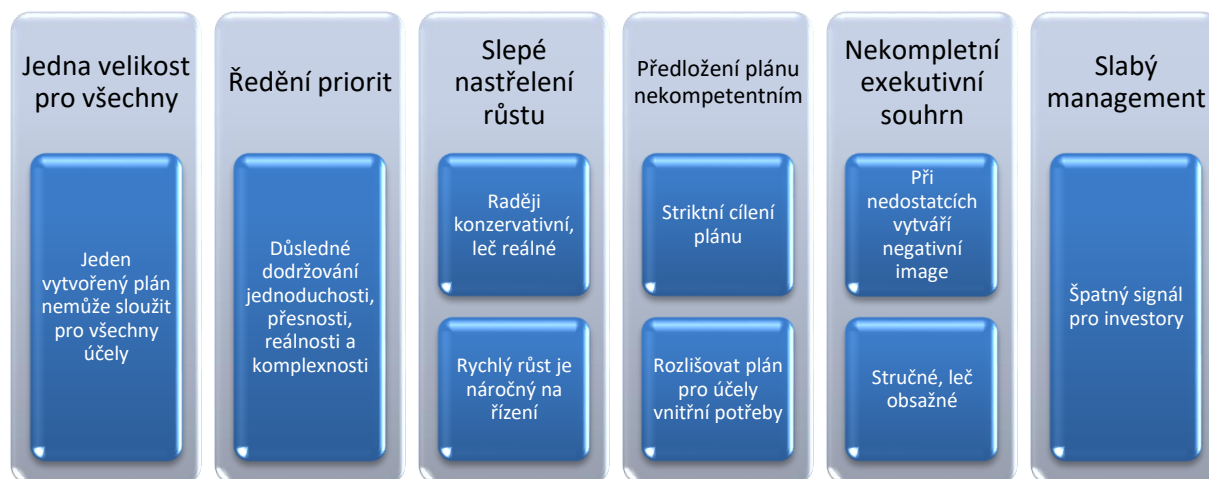 Jedna velikost
pro všechny
Jeden
vytvořený plán
nemůže sloužit
pro všechny
účely
Ředění priorit
Důsledné
dodržování
jednoduchosti,
přesnosti,
reálnosti a
komplexnosti
Slepé
nastřelení
růstu
Raději
konzervativní,
leč reálné
Rychlý růst je
náročný na
řízení
Předložení plánu
nekompetentním
Striktní cílení
plánu
Rozlišovat plán
pro účely
vnitřní potřeby
Nekompletní
exekutivní
souhrn
Při
nedostatcích
vytváří
negativní
image
Stručné, leč
obsažné
Slabý
management
Špatný signál
pro investory